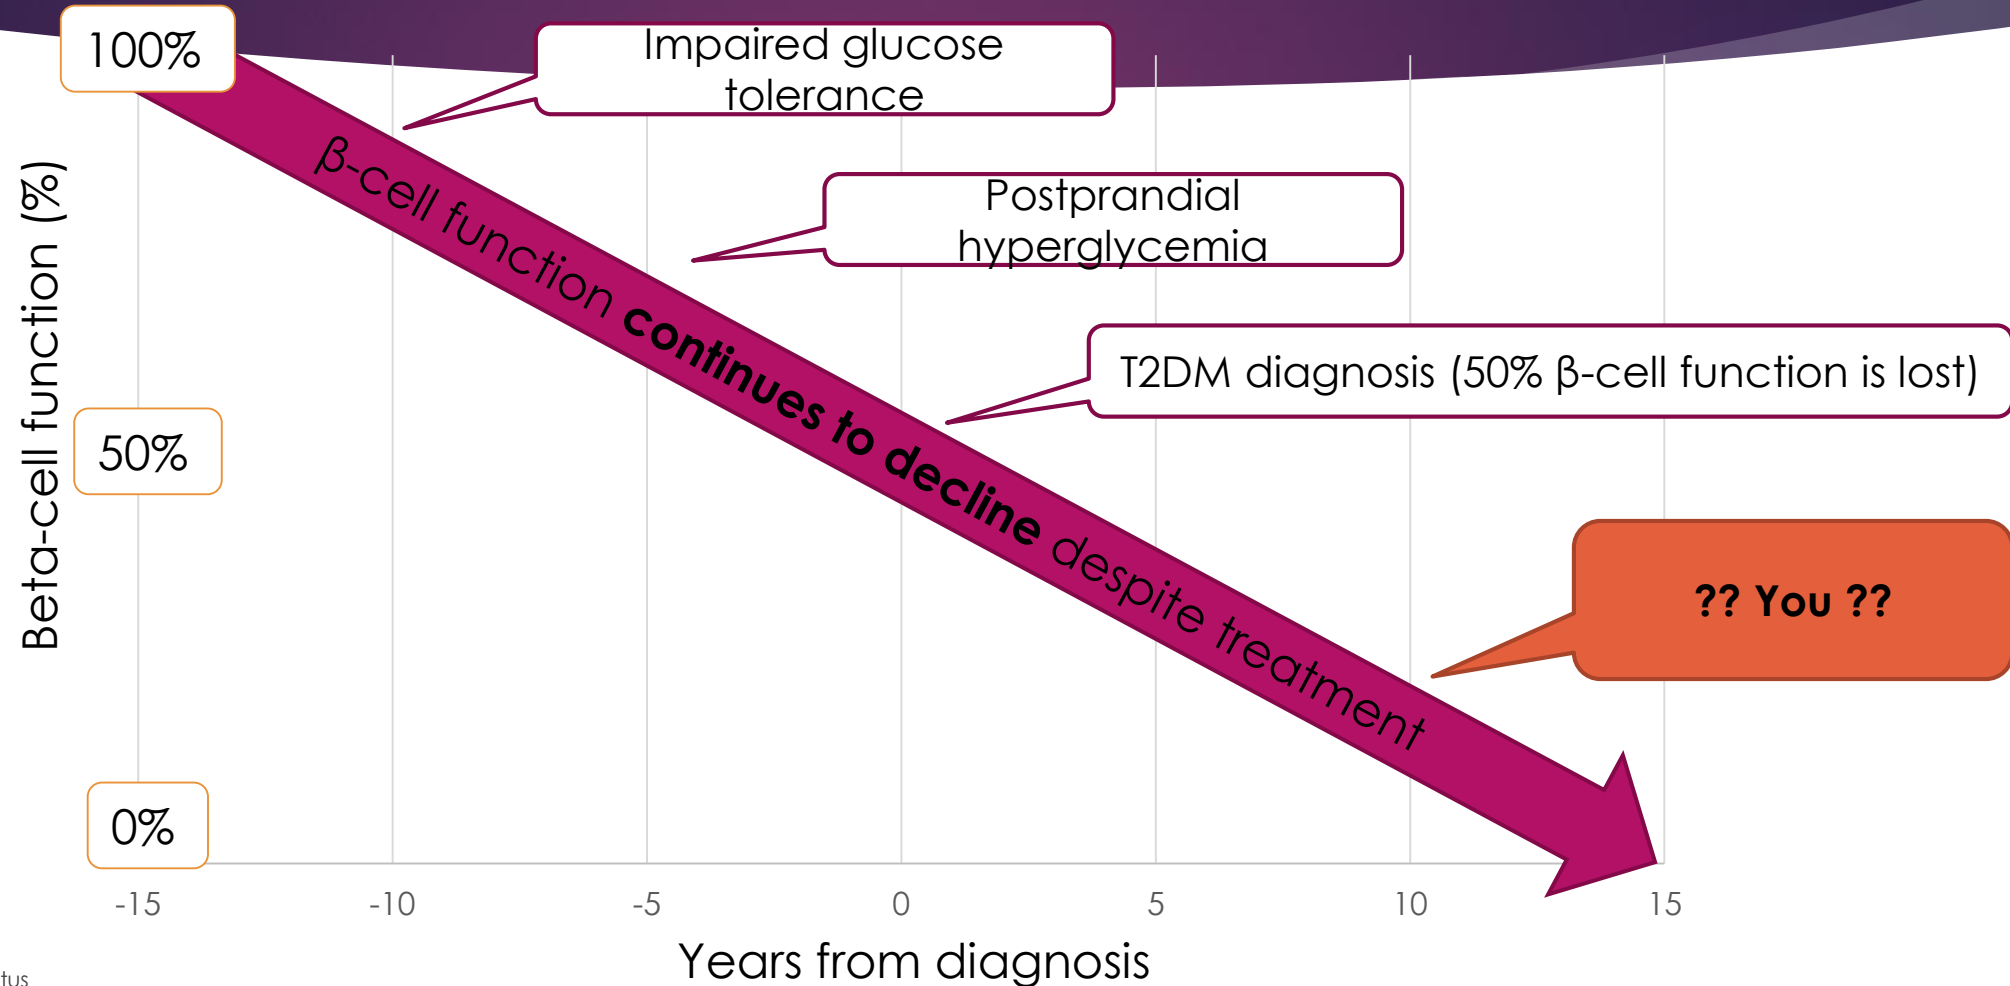 100%
Impaired glucose
tolerance
β-cell function continues to decline despite treatment
Postprandial
hyperglycemia
T2DM diagnosis (50% β-cell function is lost)
Beta-cell function (%)
50%
?? You ??
0%
-15 -10 -5 0 5 10 15
Years from diagnosis
tus